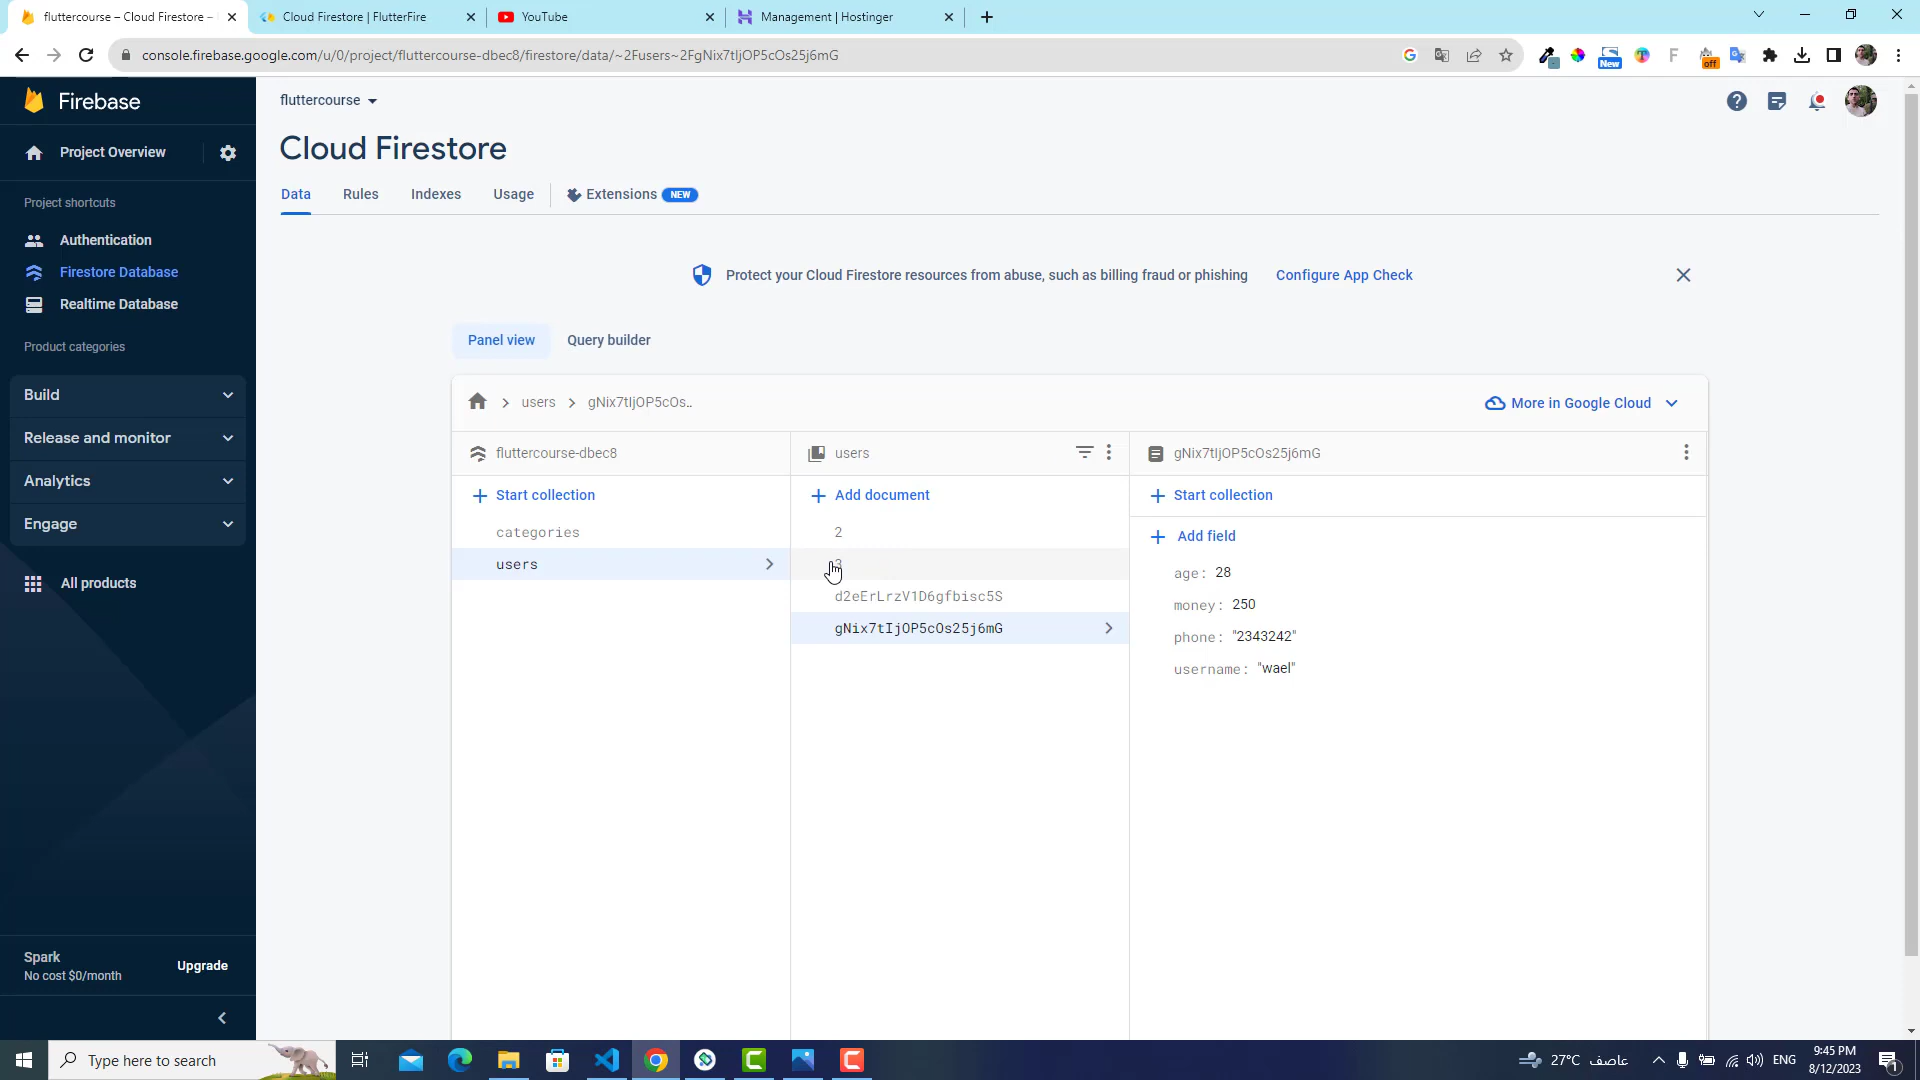 fluttercourse – Cloud Firestore –
Cloud Firestore | FlutterFire
YouTube
Management | Hostinger
console.firebase.google.com/u/0/project/fluttercourse-dbec8/firestore/data/~2Fusers~2FgNix7tIjOP5cOs25j6mG
New
off
Firebase
Project Overview
Project shortcuts
Authentication
Firestore Database
Realtime Database
Product categories
Build
Release and monitor
Analytics
Engage
All products
Spark
No cost $0/month
Upgrade
fluttercourse
Cloud Firestore
Data
Rules
Indexes
Usage
Extensions
NEW
Protect your Cloud Firestore resources from abuse, such as billing fraud or phishing
Configure App Check
Panel view
Query builder
users
gNix7tIjOP5cOs..
More in Google Cloud
fluttercourse-dbec8
Start collection
categories
users
users
Add document
2
3
d2eErLrzV1D6gfbisc5S
gNix7tIjOP5cOs25j6mG
gNix7tIjOP5cOs25j6mG
Start collection
Add field
age: 28
money: 250
phone: "2343242"
username: "wael"
Type here to search
27°C عاصف
ENG
9:45 PM
8/12/2023
1